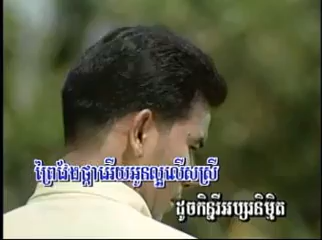 ព្រៃវែងផ្កាអើយអូនល្អលើសស្រី
ដូចកិន្នរីអប្សរនិម្មិត